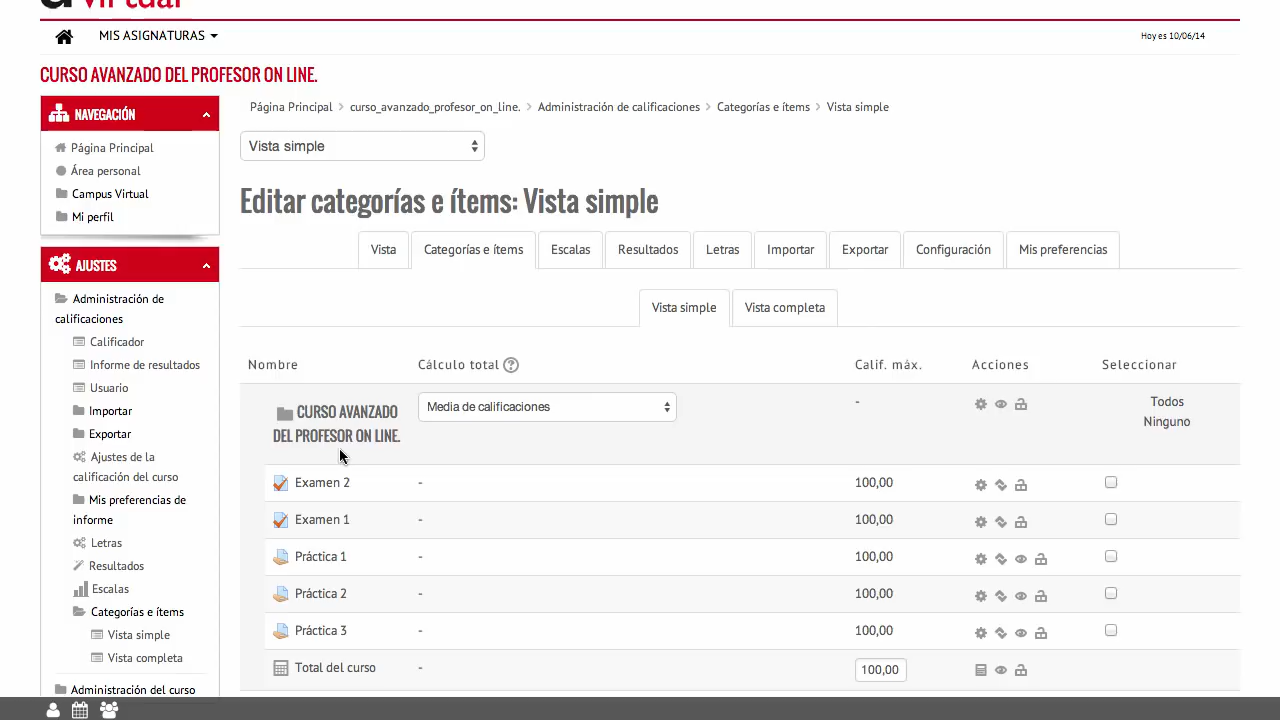 virtual
MIS ASIGNATURAS
Hoy es 10/06/14
CURSO AVANZADO DEL PROFESOR ON LINE.
NAVEGACIÓN
Página Principal
Área personal
Campus Virtual
Mi perfil
AJUSTES
Administración de
calificaciones
Calificador
Informe de resultados
Usuario
Importar
Exportar
Ajustes de la
calificación del curso
Mis preferencias de
informe
Letras
Resultados
Escalas
Categorías e ítems
Vista simple
Vista completa
Administración del curso
Página Principal > curso_avanzado_profesor_on_line. > Administración de calificaciones > Categorías e ítems > Vista simple
Vista simple
Editar categorías e ítems: Vista simple
Vista Categorías e ítems Escalas Resultados Letras Importar Exportar Configuración Mis preferencias
Vista simple Vista completa
Nombre Cálculo total ? Calif. máx. Acciones Seleccionar
CURSO AVANZADO
DEL PROFESOR ON LINE.
Media de calificaciones
-
Todos
Ninguno
Examen 2 - 100,00
Examen 1 - 100,00
Práctica 1 - 100,00
Práctica 2 - 100,00
Práctica 3 - 100,00
Total del curso - 100,00